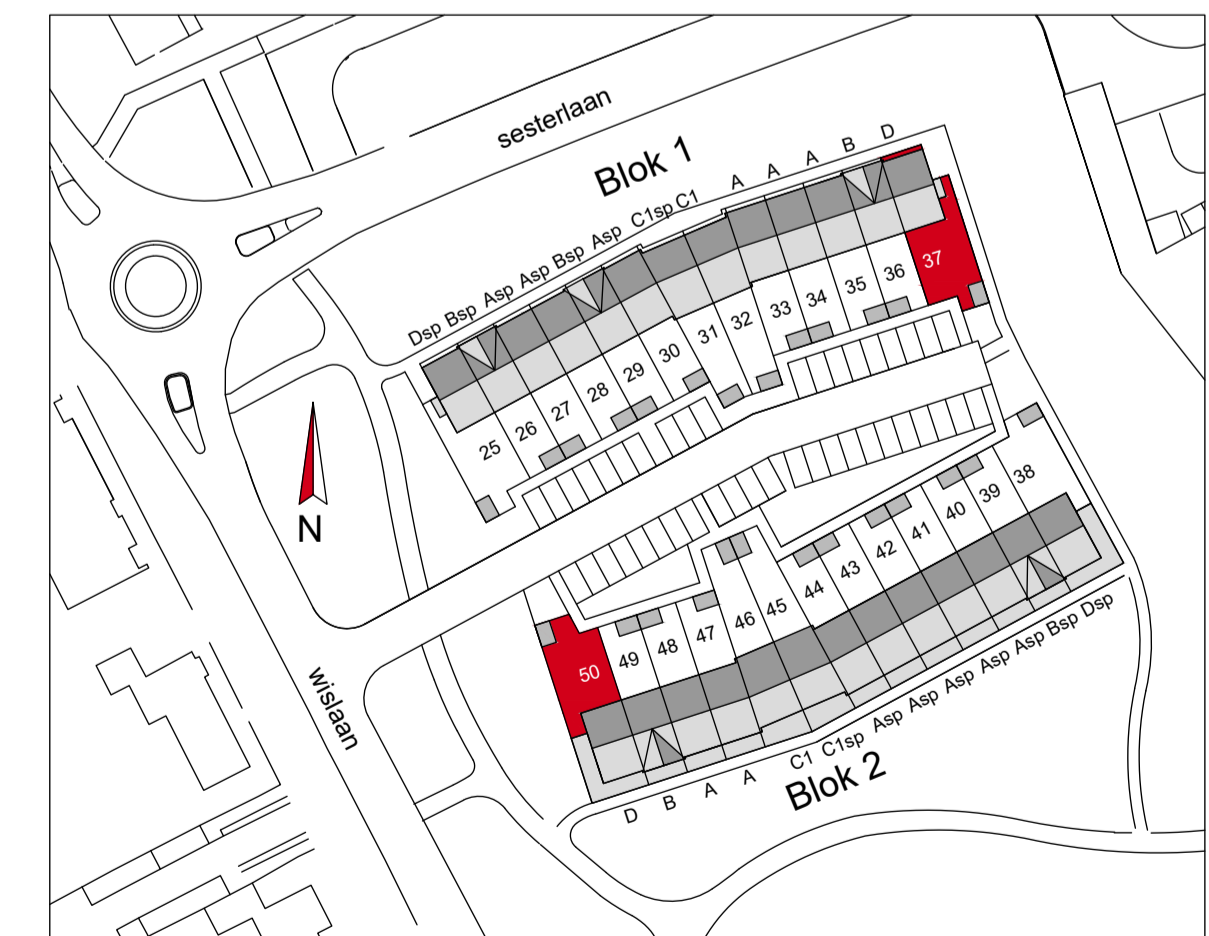 sesterlaan
Blok 1
Dsp Bsp Asp Asp Bsp Asp C1sp C1 A A A B D
25 26 27 28 29 30 31 32 33 34 35 36 37
N
wislaan
50 49 48 47 46 45 44 43 42 41 40 39 38
D B A A C1 C1sp Asp Asp Asp Asp Asp Bsp Dsp
Blok 2